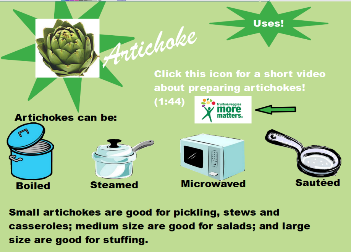 Uses!
Artichoke
Click this icon for a short video
about preparing artichokes!
(1:44)
more
matters.
Artichokes can be:
Boiled
Steamed
Microwaved
Sautéed
Small artichokes are good for pickling, stews and
casseroles; medium size are good for salads; and large
size are good for stuffing.